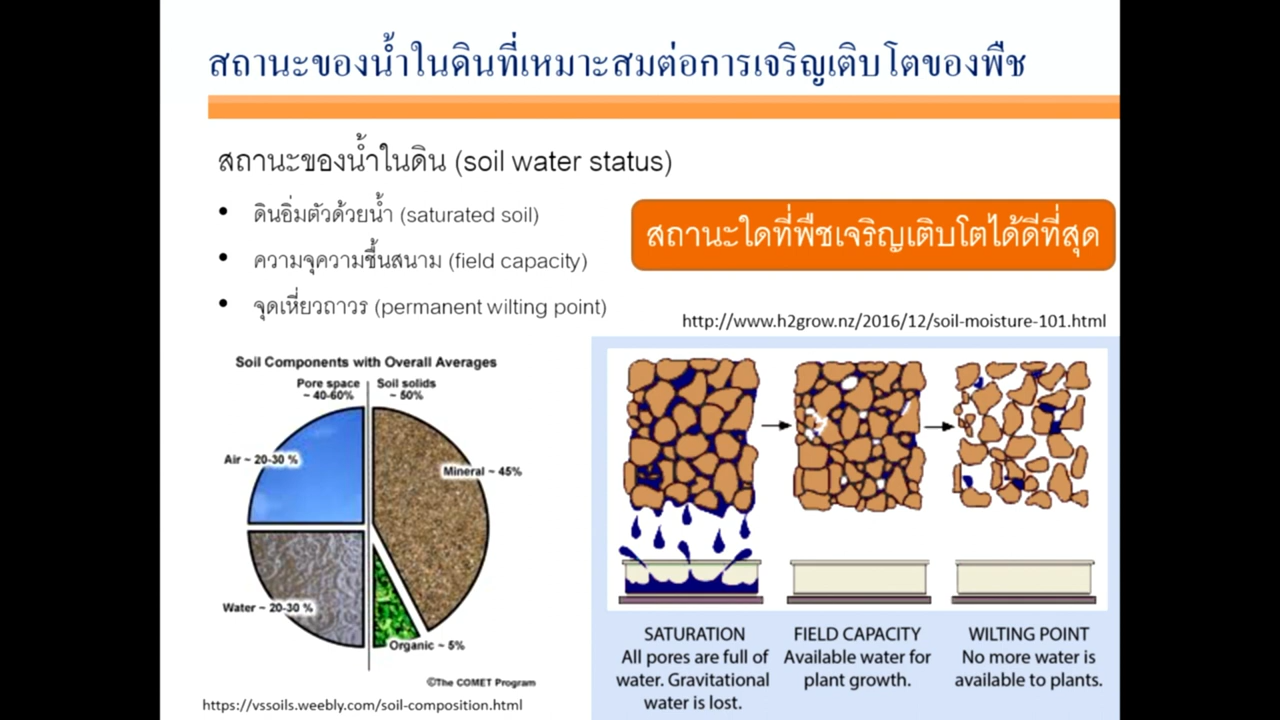 สถานะของน้ำในดินที่เหมาะสมต่อการเจริญเติบโตของพืช
สถานะของน้ำในดิน (soil water status)
• ดินอิ่มตัวด้วยน้ำ (saturated soil)
• ความจุความชื้นสนาม (field capacity)
• จุดเหี่ยวถาวร (permanent wilting point)
สถานะใดที่พืชเจริญเติบโตได้ดีที่สุด
http://www.h2grow.nz/2016/12/soil-moisture-101.html
Soil Components with Overall Averages
Pore space
~ 40-60%
Soil solids
~ 50%
Air ~ 20-30 %
Mineral ~ 45%
Water ~ 20-30 %
Organic ~ 5%
©The COMET Program
https://vssoils.weebly.com/soil-composition.html
SATURATION
All pores are full of
water. Gravitational
water is lost.
FIELD CAPACITY
Available water for
plant growth.
WILTING POINT
No more water is
available to plants.